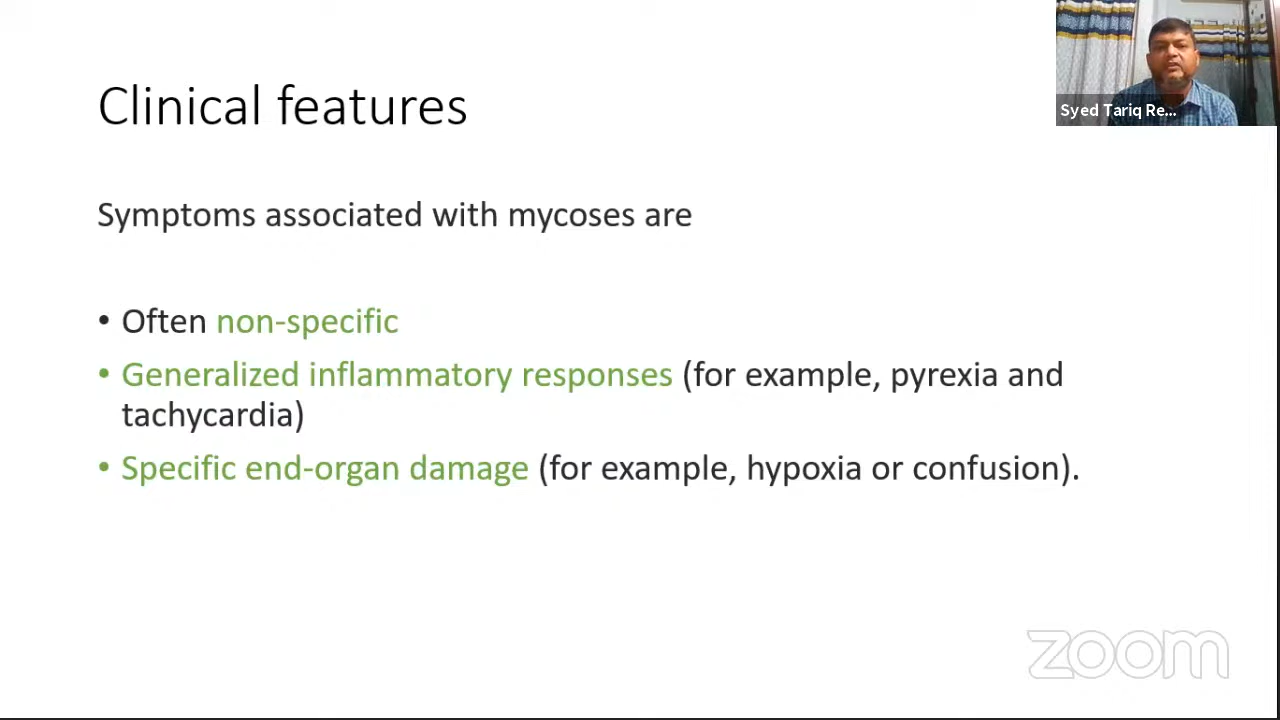 Clinical features
Syed Tariq Re...
Symptoms associated with mycoses are
• Often non-specific
• Generalized inflammatory responses (for example, pyrexia and
tachycardia)
• Specific end-organ damage (for example, hypoxia or confusion).
zoom